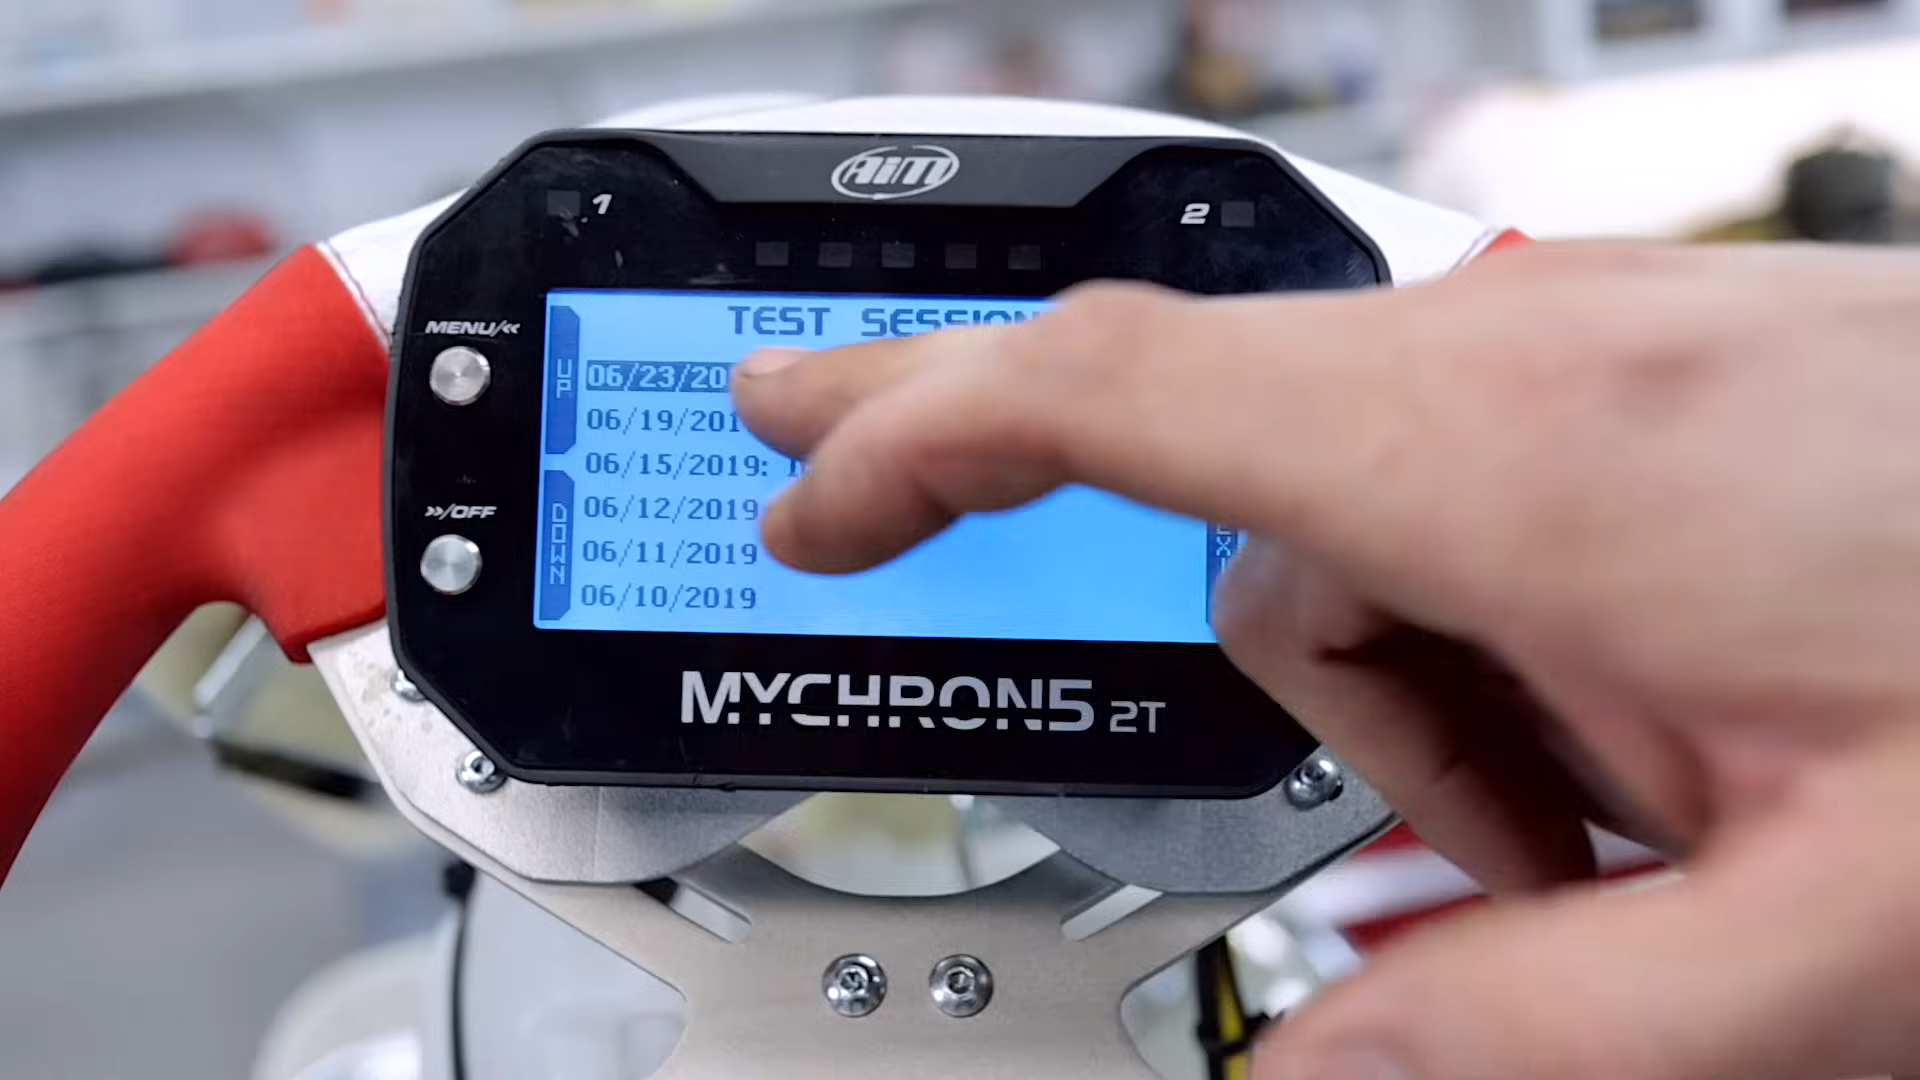 AiM
1
2
MENU/<<
TEST SESSION
UP
06/23/20
06/19/201
06/15/2019:
>>/OFF
DOWN
06/12/2019
06/11/2019
06/10/2019
MYCHRON5 2T